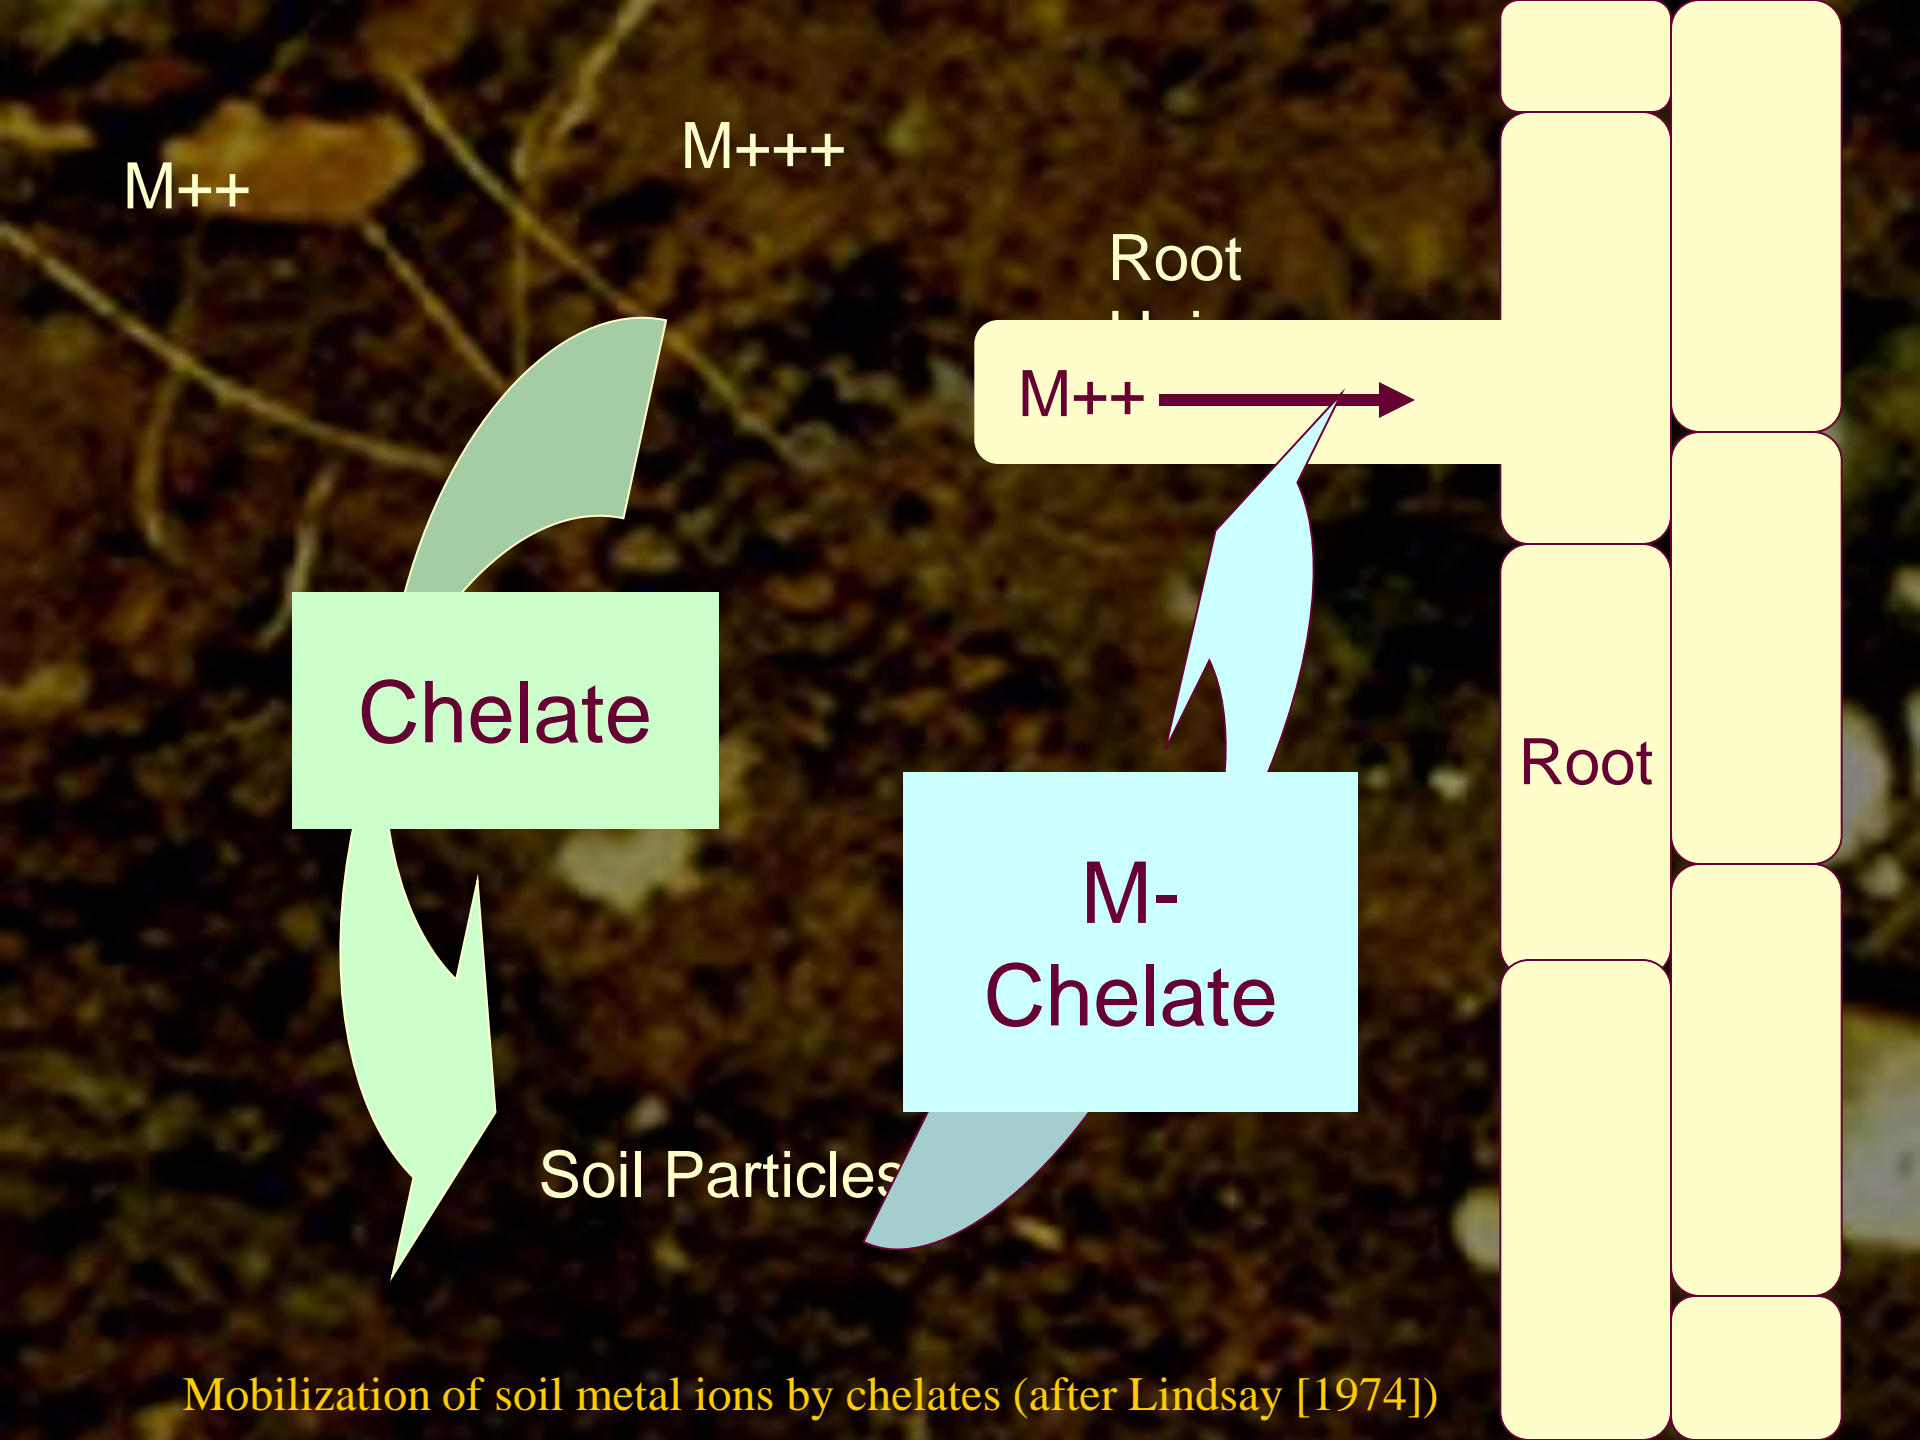 M+++
M++
Root
M++
Chelate
Root
M-
Chelate
Soil Particles
Mobilization of soil metal ions by chelates (after Lindsay [1974])